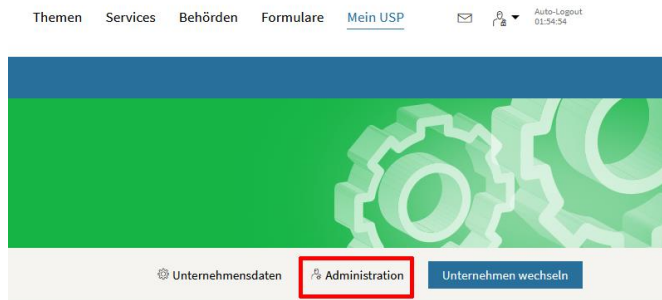 Themen Services Behörden Formulare Mein USP Auto-Logout
01:54:54
Unternehmensdaten Administration Unternehmen wechseln